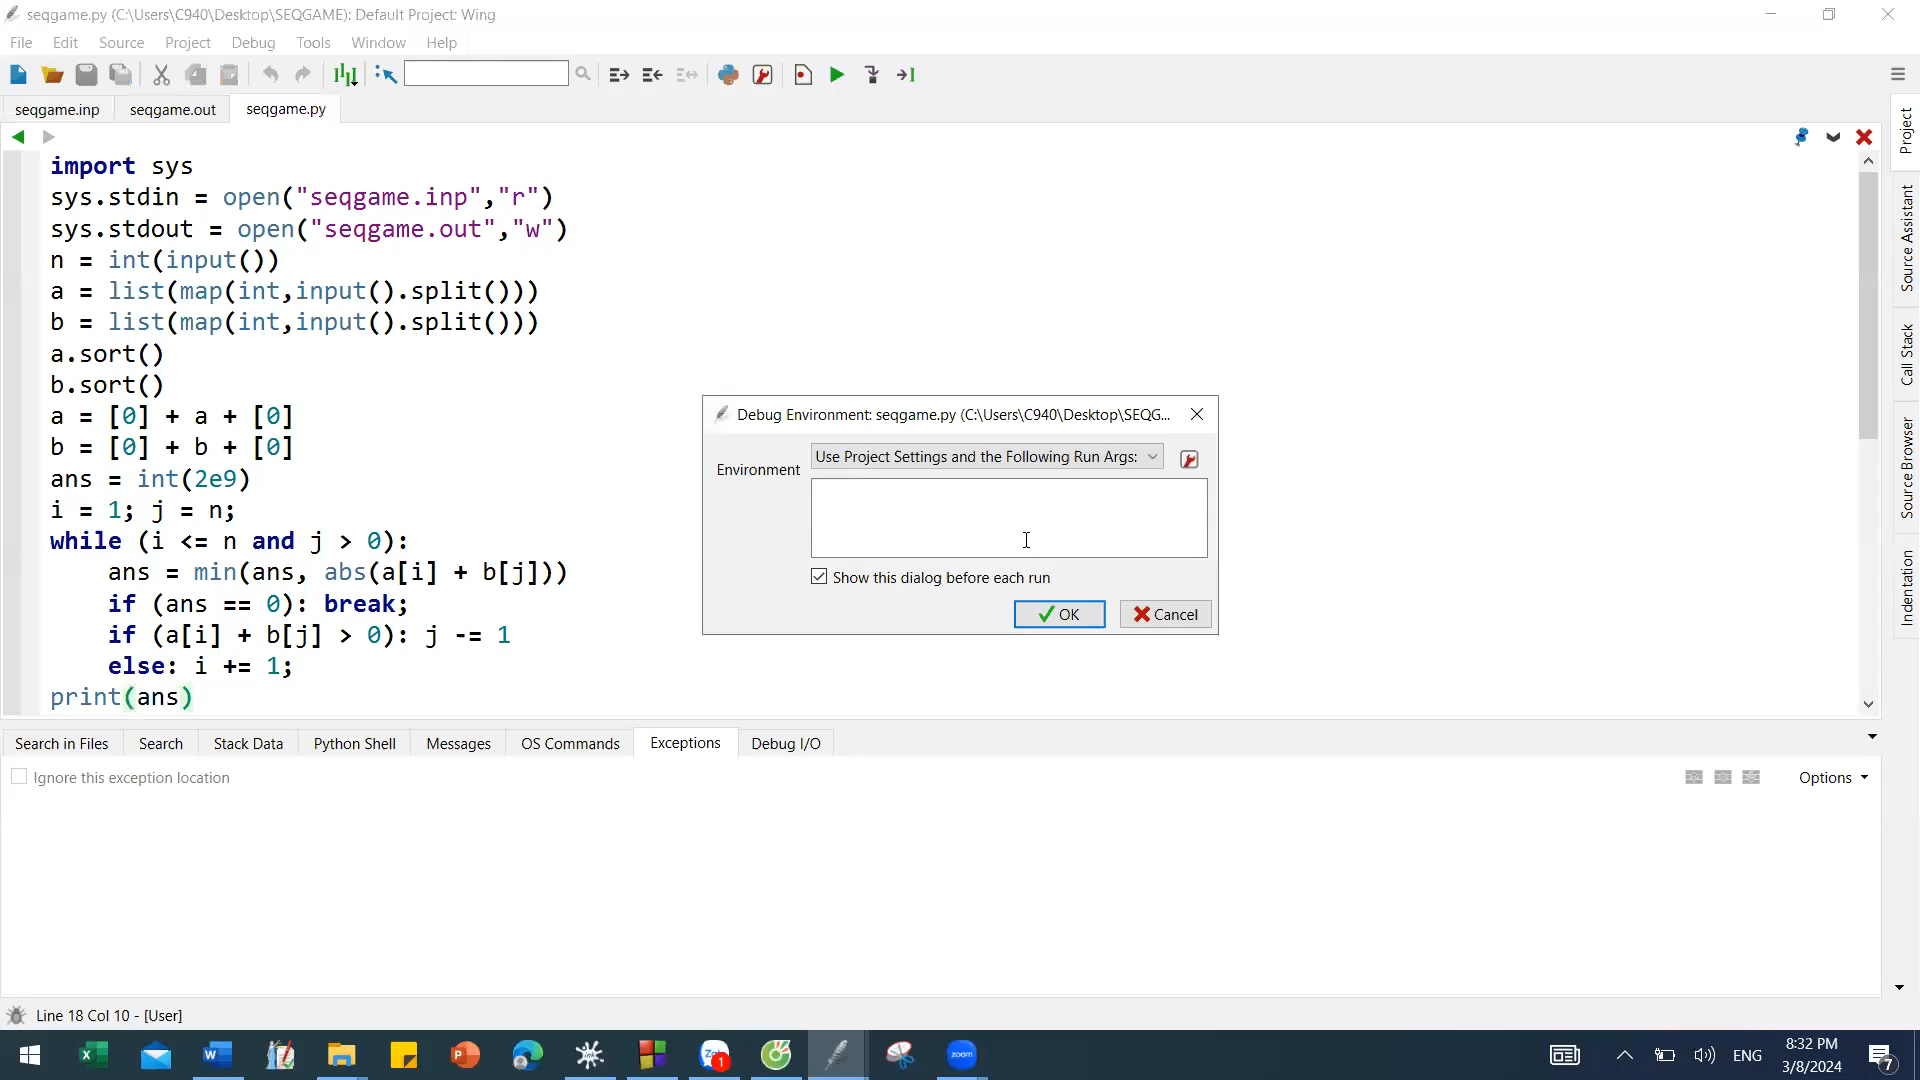 seqgame.py (C:\Users\C940\Desktop\SEQGAME): Default Project: Wing
File Edit Source Project Debug Tools Window Help
seqgame.inp seqgame.out seqgame.py
import sys
sys.stdin = open("seqgame.inp","r")
sys.stdout = open("seqgame.out","w")
n = int(input())
a = list(map(int,input().split()))
b = list(map(int,input().split()))
a.sort()
b.sort()
a = [0] + a + [0]
b = [0] + b + [0]
ans = int(2e9)
i = 1; j = n;
while (i <= n and j > 0):
    ans = min(ans, abs(a[i] + b[j]))
    if (ans == 0): break;
    if (a[i] + b[j] > 0): j -= 1
    else: i += 1;
print(ans)
Debug Environment: seqgame.py (C:\Users\C940\Desktop\SEQG...
Environment
Use Project Settings and the Following Run Args:
Show this dialog before each run
OK Cancel
Project
Source Assistant
Call Stack
Source Browser
Indentation
Search in Files Search Stack Data Python Shell Messages OS Commands Exceptions Debug I/O
Ignore this exception location
Options
Line 18 Col 10 - [User]
zoom
1
ENG
8:32 PM
3/8/2024
7